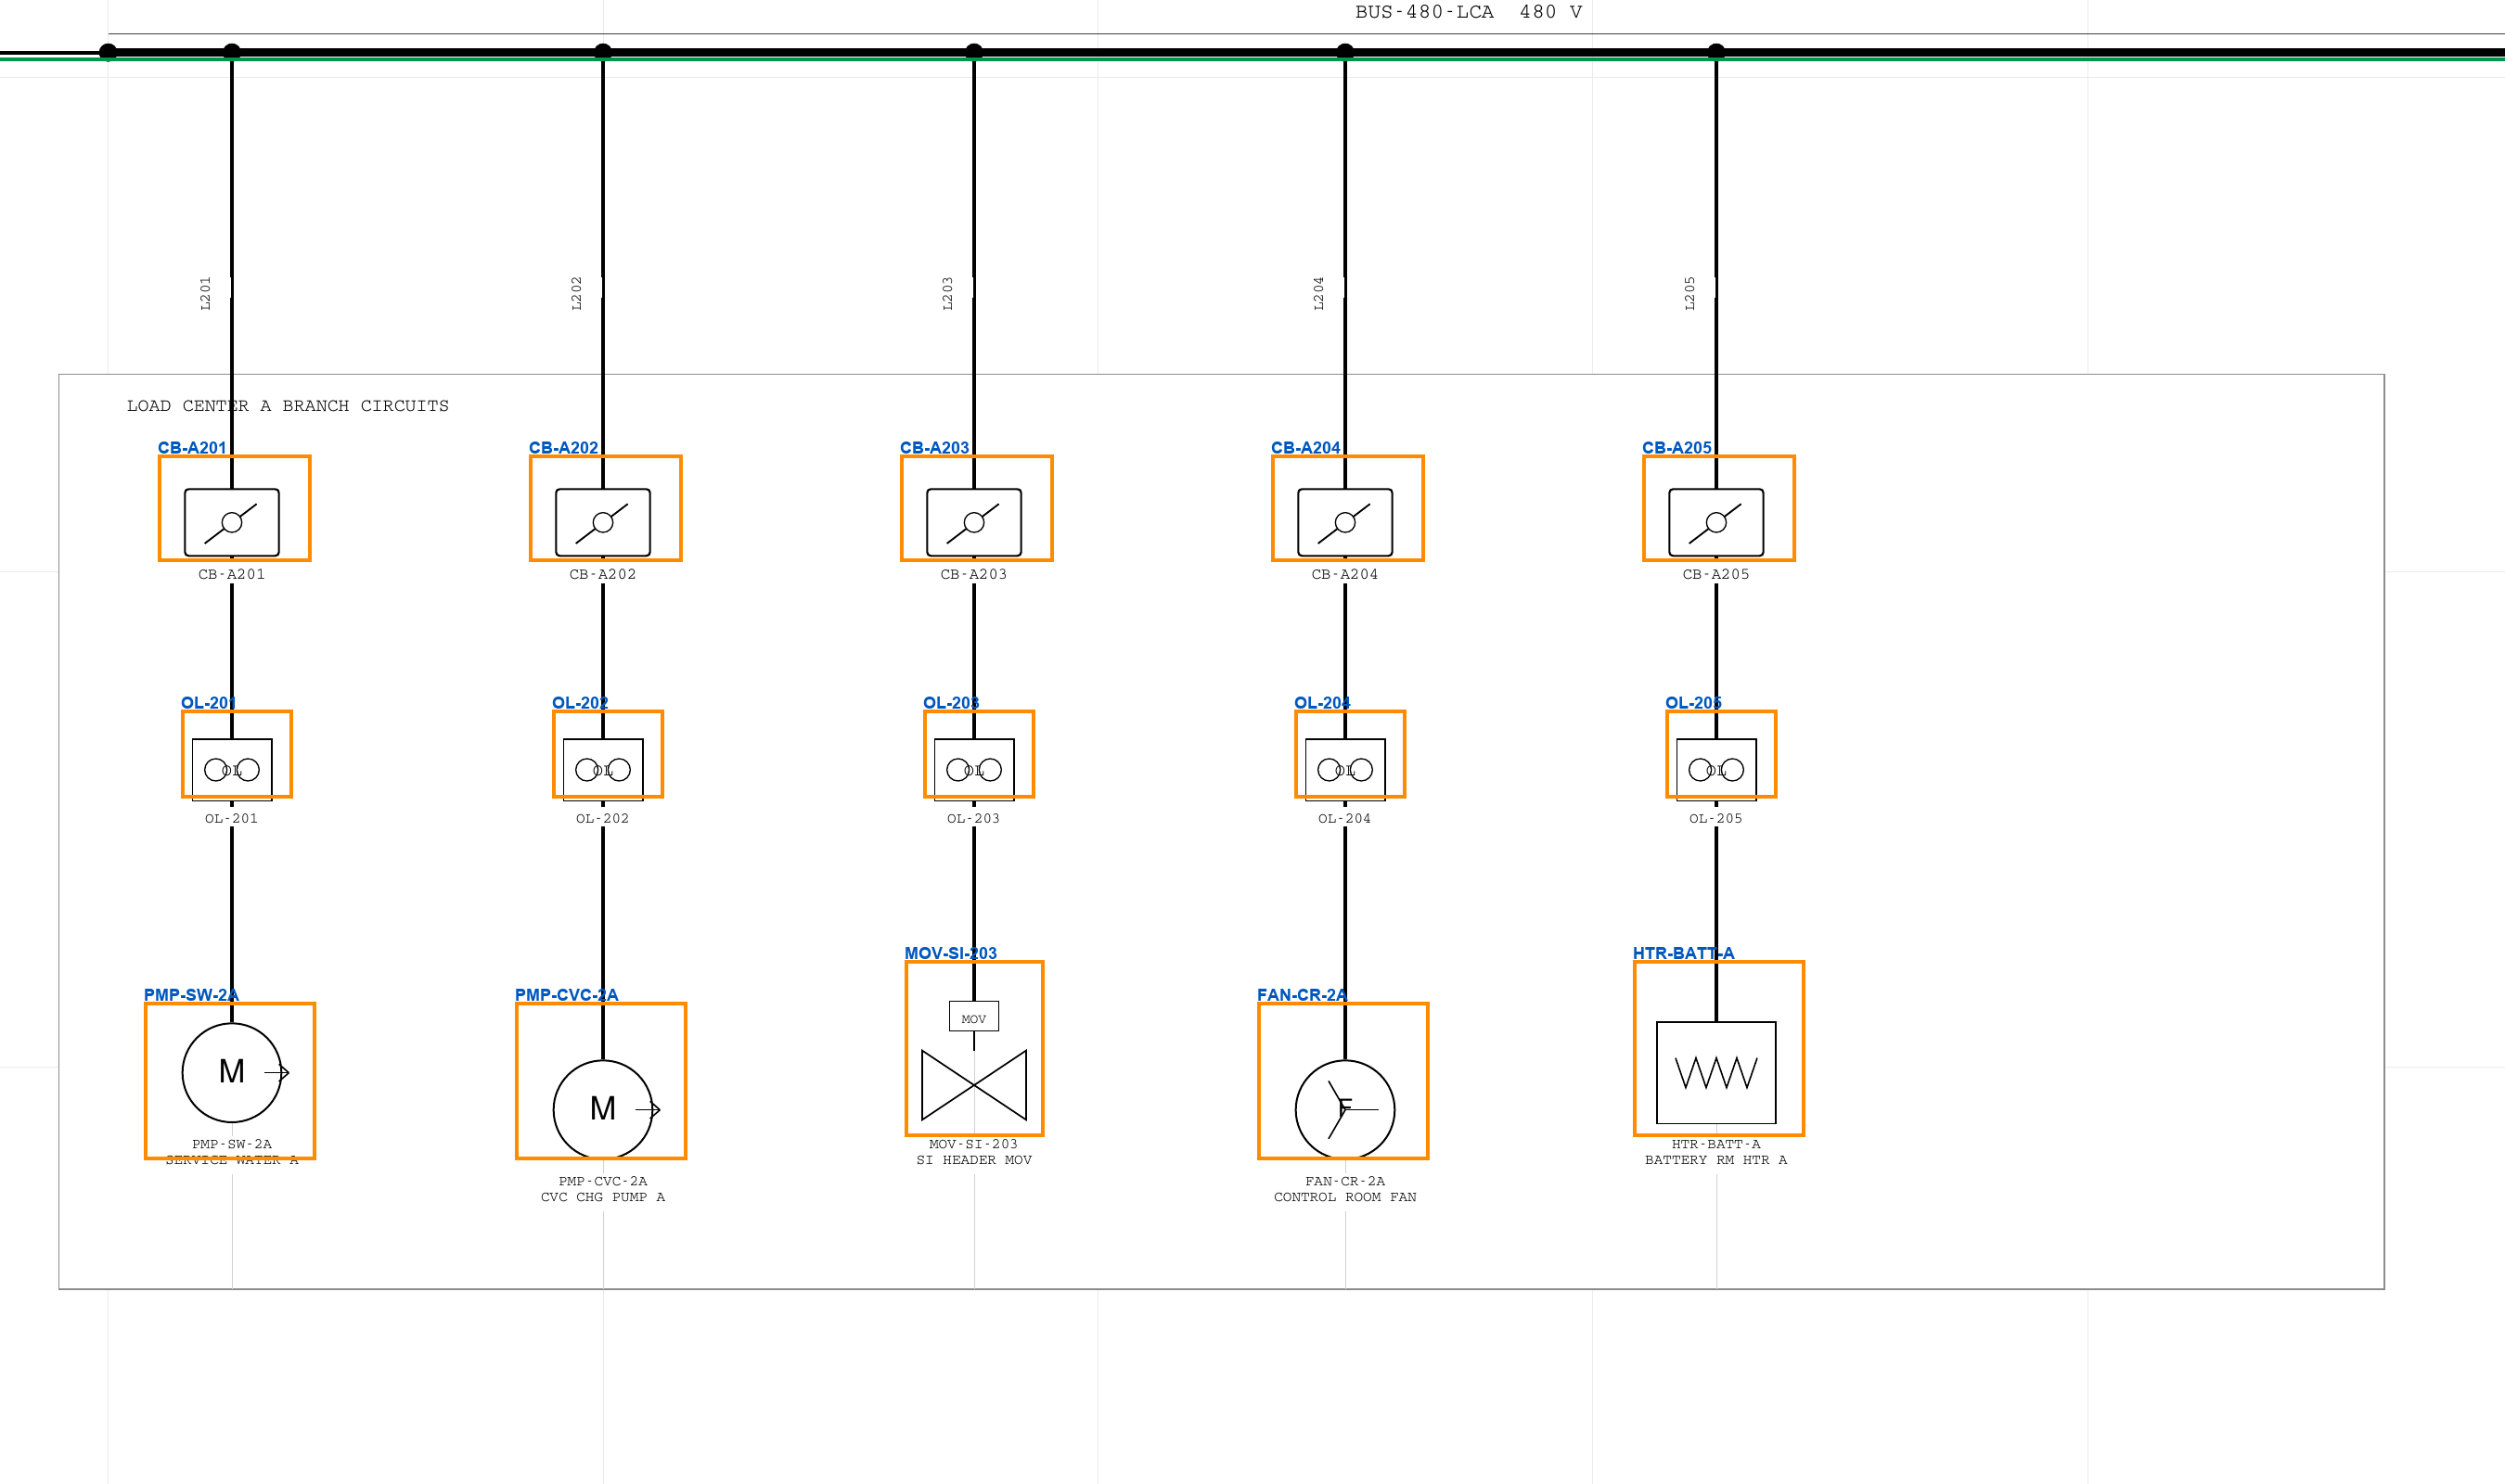 BUS-480-LCA 480 V
L201 L202 L203 L204 L205
LOAD CENTER A BRANCH CIRCUITS
CB-A201 CB-A202 CB-A203 CB-A204 CB-A205
CB-A201 CB-A202 CB-A203 CB-A204 CB-A205
OL-201 OL-202 OL-203 OL-204 OL-205
OL OL OL OL OL
OL-201 OL-202 OL-203 OL-204 OL-205
MOV-SI-203 HTR-BATT-A
PMP-SW-2A PMP-CVC-2A FAN-CR-2A
MOV
M M F
PMP-SW-2A MOV-SI-203 HTR-BATT-A
SERVICE WATER A SI HEADER MOV BATTERY RM HTR A
PMP-CVC-2A FAN-CR-2A
CVC CHG PUMP A CONTROL ROOM FAN